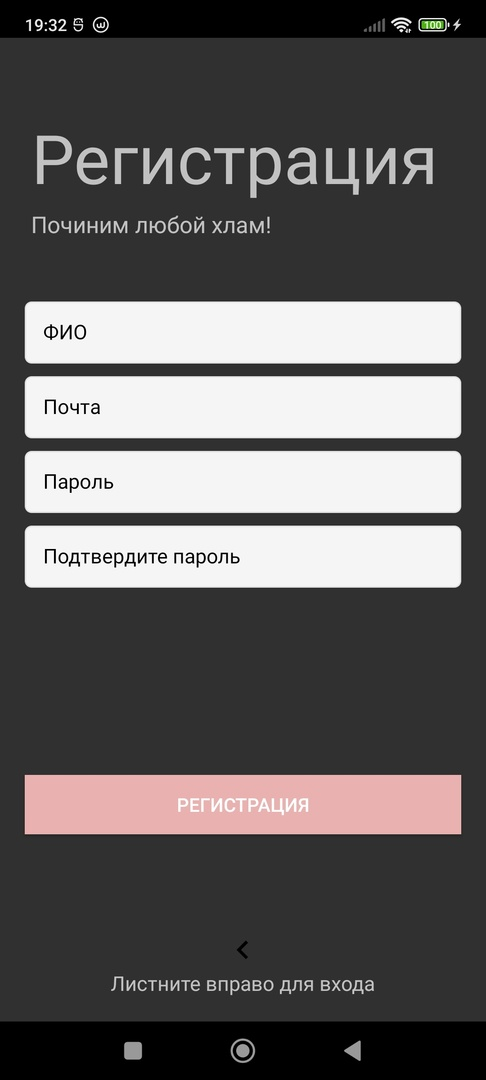 19:32
100
Регистрация
Починим любой хлам!
ФИО
Почта
Пароль
Подтвердите пароль
РЕГИСТРАЦИЯ
Листните вправо для входа